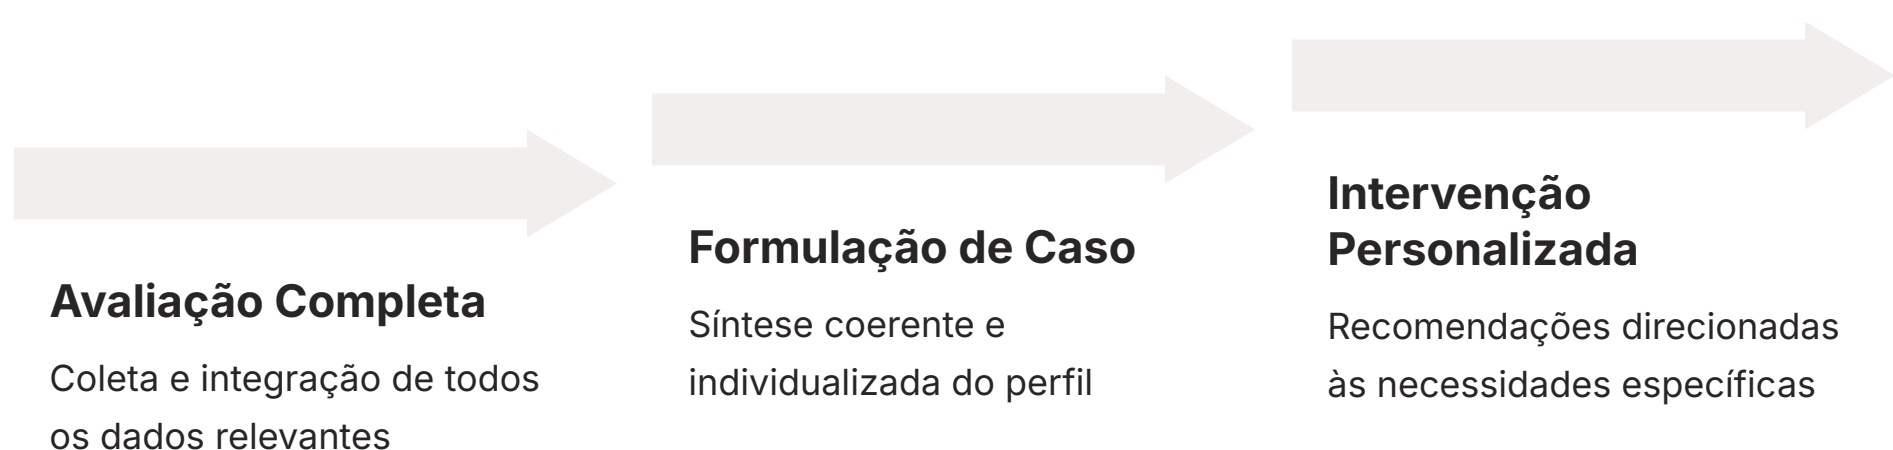 Avaliação Completa
Coleta e integração de todos
os dados relevantes
Formulação de Caso
Síntese coerente e
individualizada do perfil
Intervenção
Personalizada
Recomendações direcionadas
às necessidades específicas